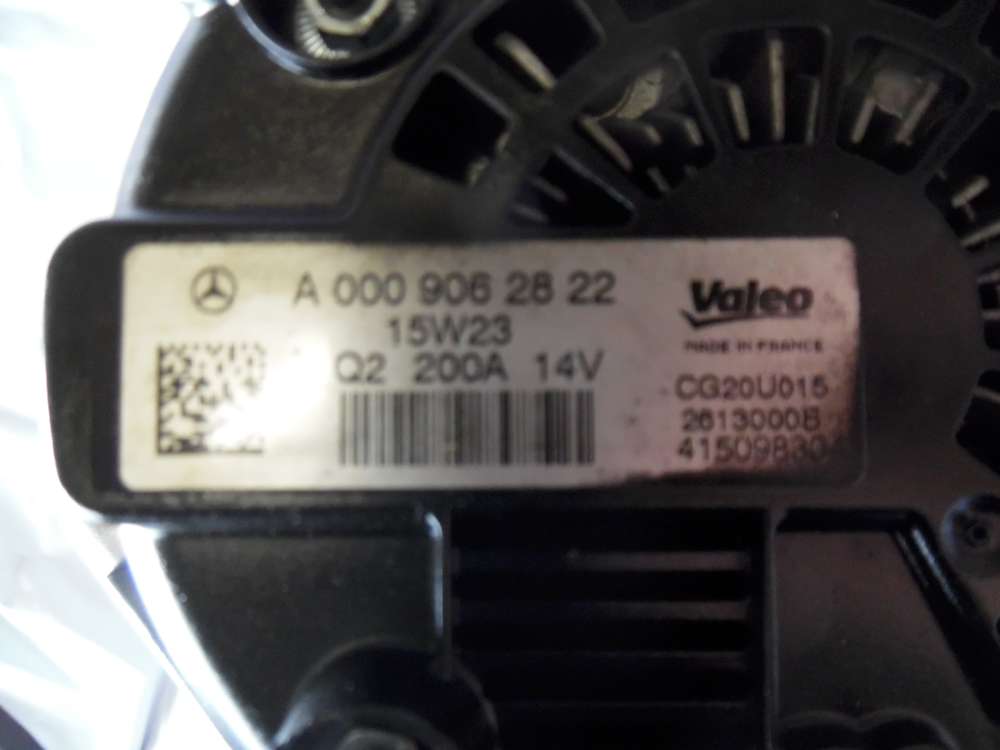 A 000 906 28 22
15W23
Q2 200A 14V
Valeo
MADE IN FRANCE
CG20U015
2613000B
41509830